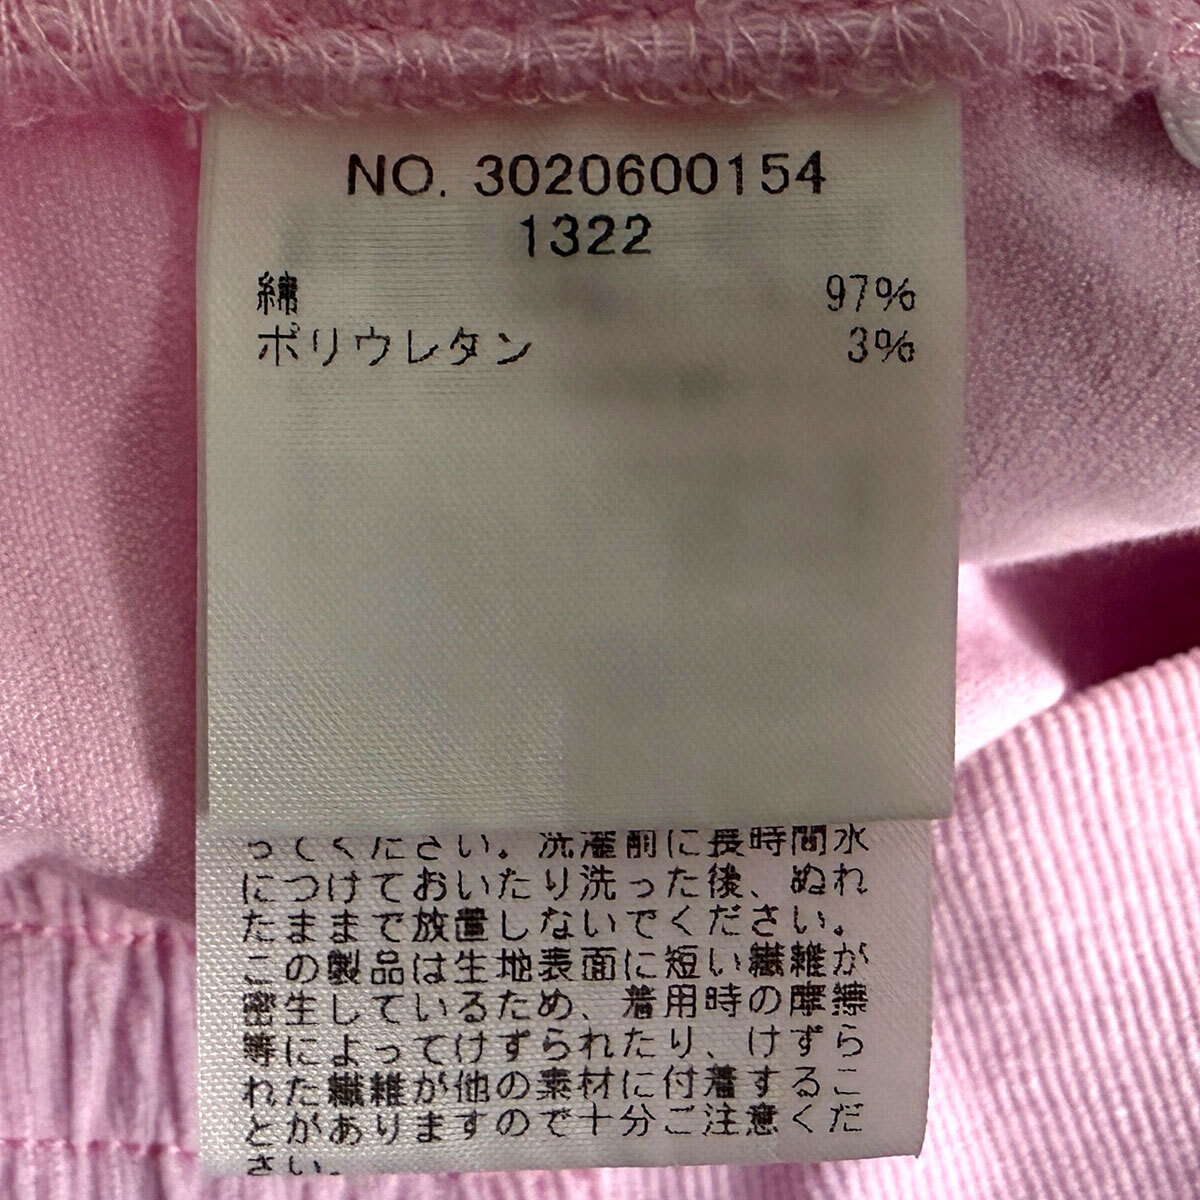 NO. 3020600154
1322
綿 97%
ポリウレタン 3%
ってください。洗濯前に長時間水
につけておいたり洗った後、ぬれ
たままで放置しないでください。
この製品は生地表面に短い繊維が
密生しているため、着用時の摩擦
等によってけずられたり、けずら
れた繊維が他の素材に付着するこ
とがありますので十分ご注意くだ
さい。